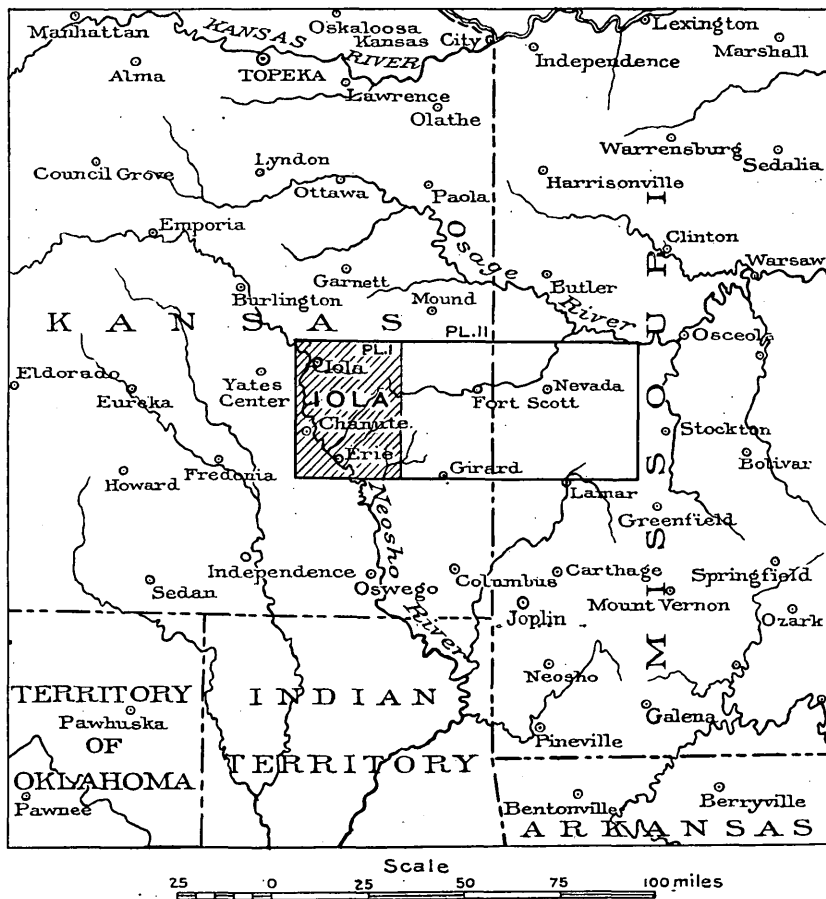 Manhattan
KANSAS
RIVER
Oskaloosa
Kansas
City
Lexington
Marshall
Independence
Alma
TOPEKA
Lawrence
Olathe
Warrensburg
Sedalia
Council Grove
Lyndon
Ottawa
Paola
Harrisonville
Emporia
Osage
River
Clinton
Warsaw
Garnett
Butler
Burlington
Mound
KANSAS
PL.II
PL.I
Osceola
Eldorado
Eureka
Yates
Center
Iola
IOLA
Fort Scott
Nevada
Chanute
Stockton
Erie
Bolivar
Howard
Fredonia
Girard
Lamar
Neosho
River
Greenfield
MISSOURI
Independence
Sedan
Oswego
Columbus
Carthage
Springfield
Mount Vernon
Joplin
Ozark
Neosho
TERRITORY
OF
OKLAHOMA
Pawhuska
Pawnee
INDIAN
TERRITORY
Galena
Pineville
Bentonville
Berryville
ARKANSAS
Scale
25 0 25 50 75 100 miles